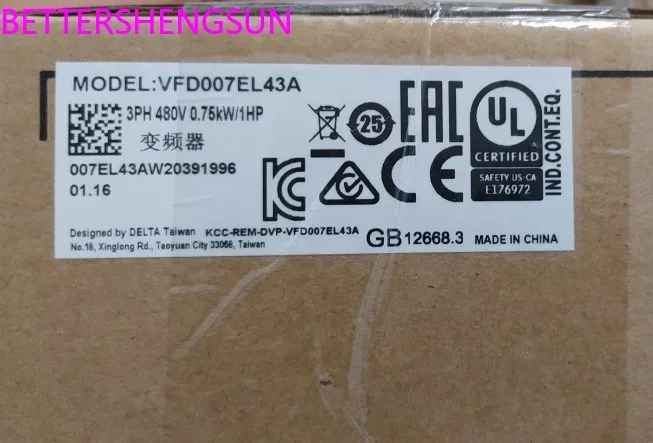 BETTERSHENGSUN
MODEL:VFD007EL43A
3PH 480V 0.75kW/1HP
变频器
007EL43AW20391996
01.16
25
EAC
UL
CERTIFIED
SAFETY US-CA
E176972
IND.CONT.EQ.
KC
CE
Designed by DELTA Taiwan KCC-REM-DVP-VFD007EL43A
No.18, Xinglong Rd., Taoyuan City 33068, Taiwan
GB12668.3 MADE IN CHINA